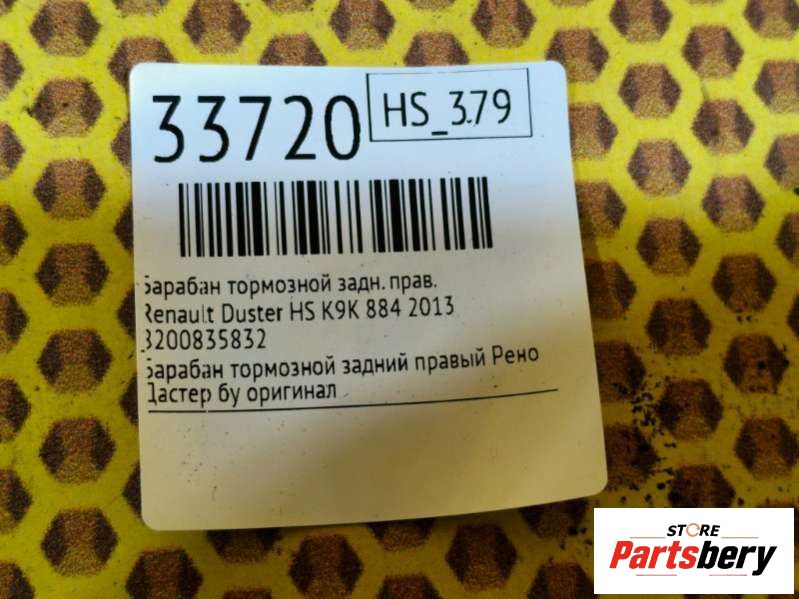 33720
HS_3.79
Барабан тормозной задн. прав.
Renault Duster HS K9K 884 2013
8200835832
Барабан тормозной задний правый Рено
Дастер бу оригинал
STORE
Partsbery